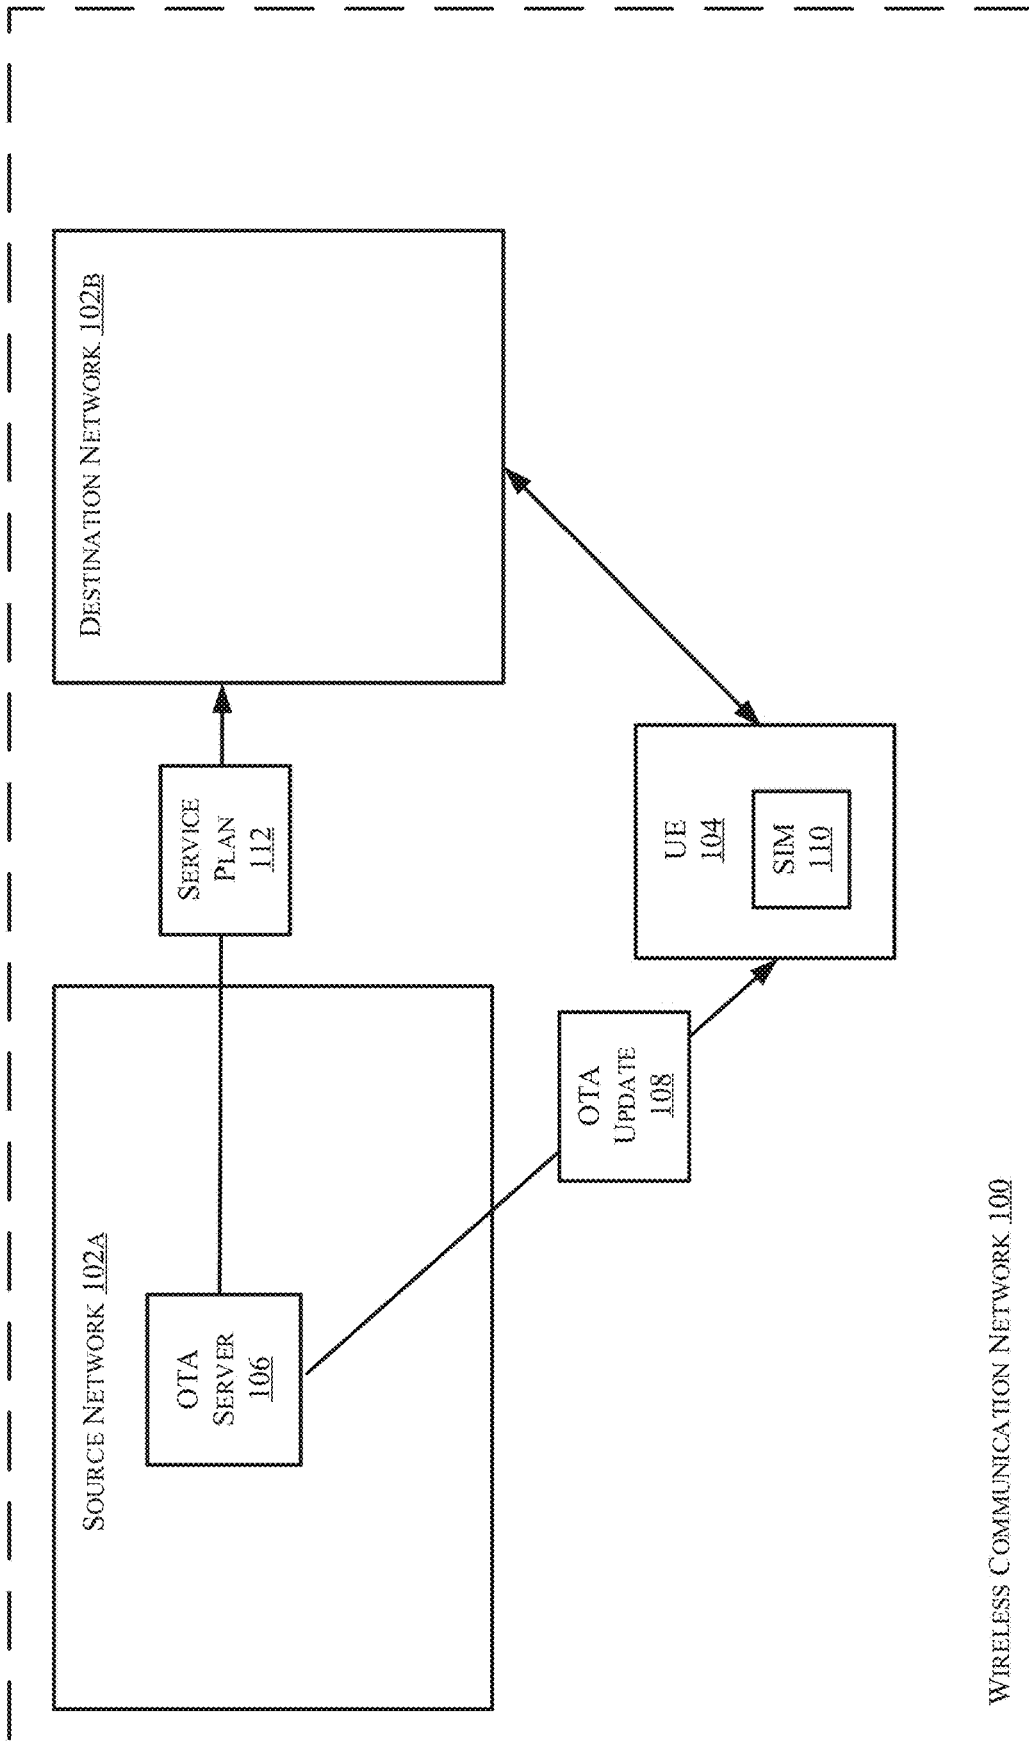 SOURCE NETWORK 102A
OTA
SERVER
106
SERVICE
PLAN
112
DESTINATION NETWORK 102B
OTA
UPDATE
108
UE
104
SIM
110
WIRELESS COMMUNICATION NETWORK 100